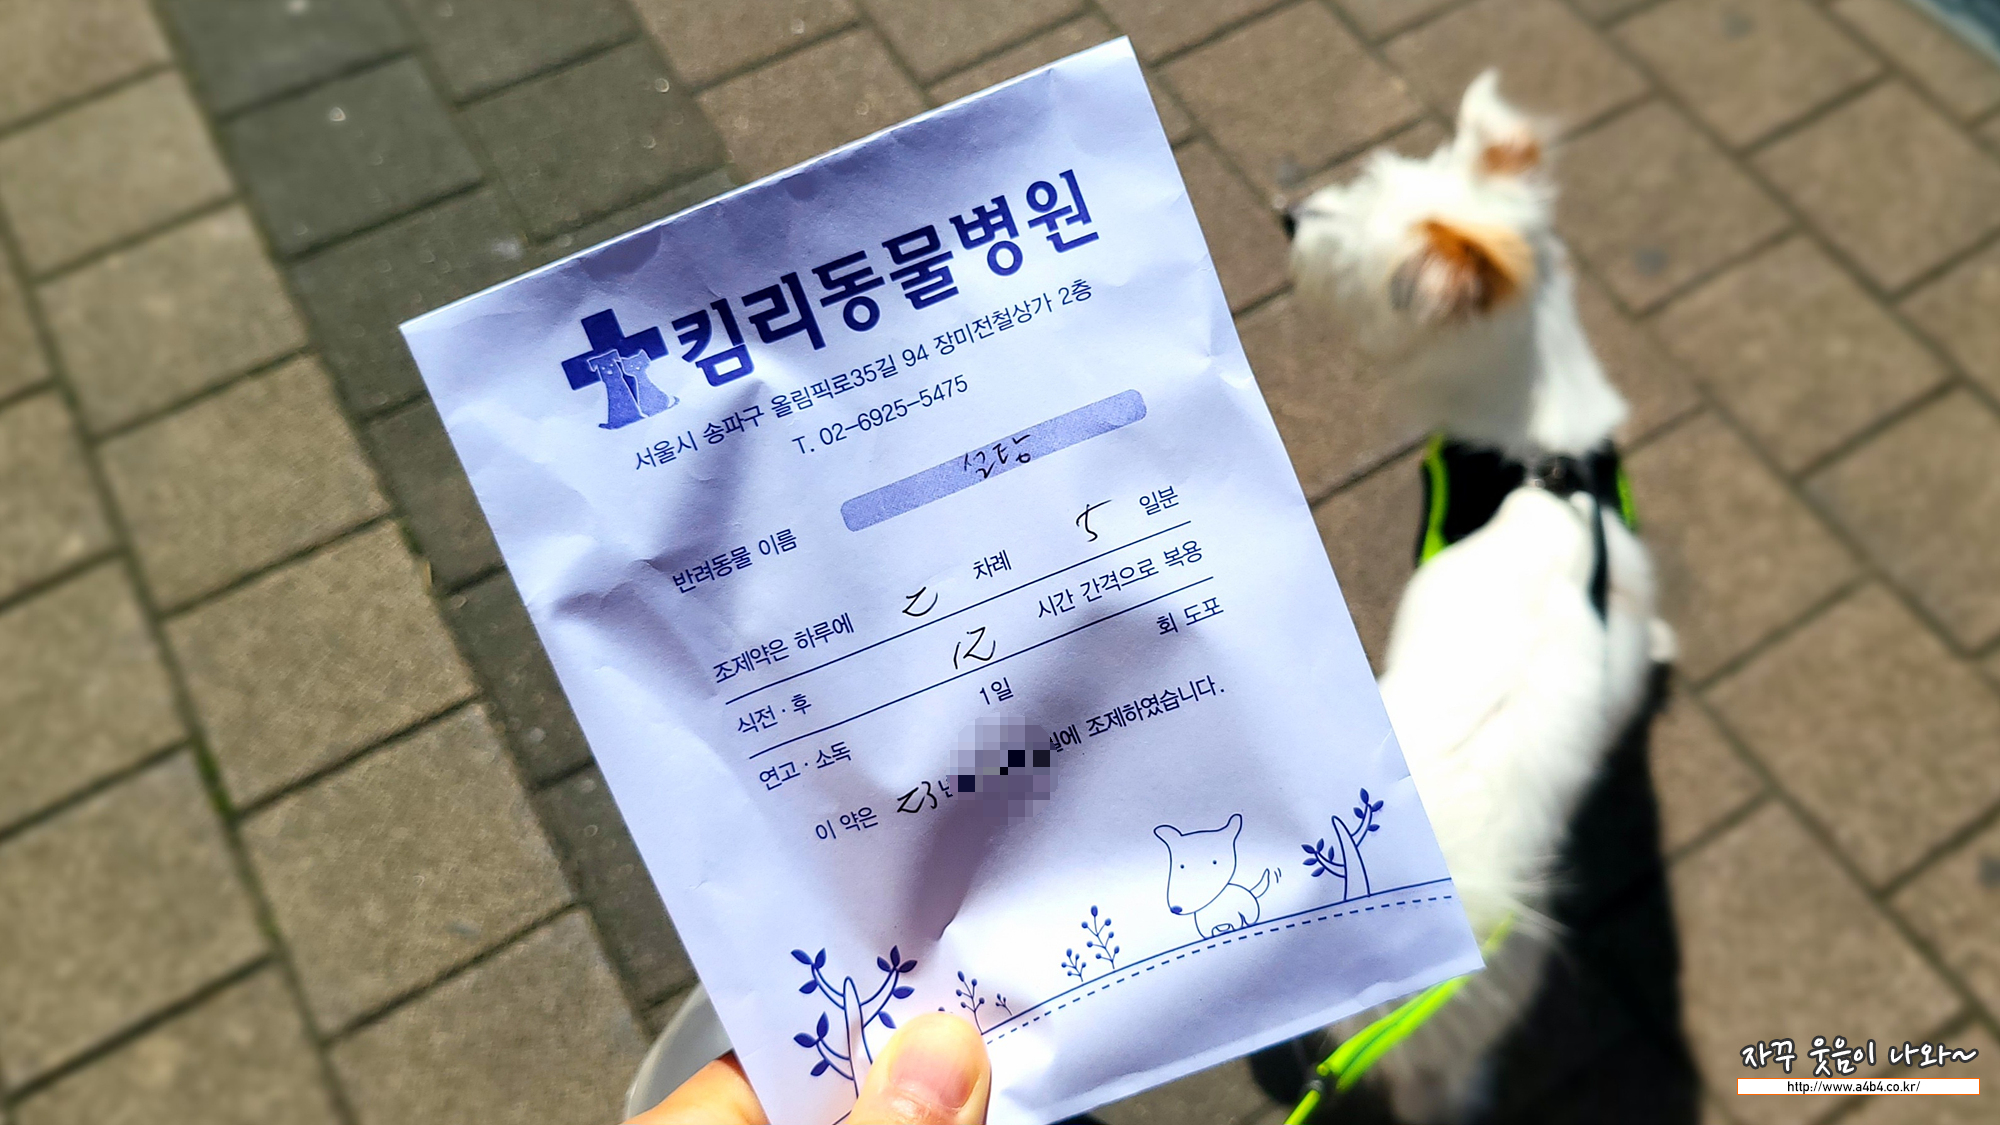 킴리동물병원
서울시 송파구 올림픽로35길 94 장미전철상가 2층
T. 02-6925-5475
반려동물 이름
조제약은 하루에 2 차례 5 일분
식전 · 후 12 시간 간격으로 복용
연고 · 소독 1일 회 도포
이 약은 23년 일에 조제하였습니다.
자꾸 웃음이 나와~
http://www.a4b4.co.kr/